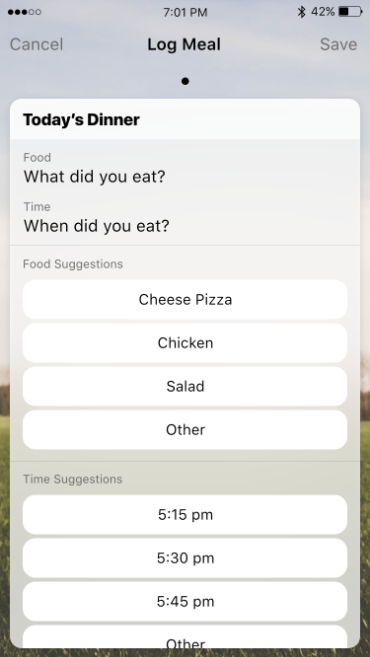 7:01 PM
42%
Cancel
Log Meal
Save
Today's Dinner
Food
What did you eat?
Time
When did you eat?
Food Suggestions
Cheese Pizza
Chicken
Salad
Other
Time Suggestions
5:15 pm
5:30 pm
5:45 pm
Other